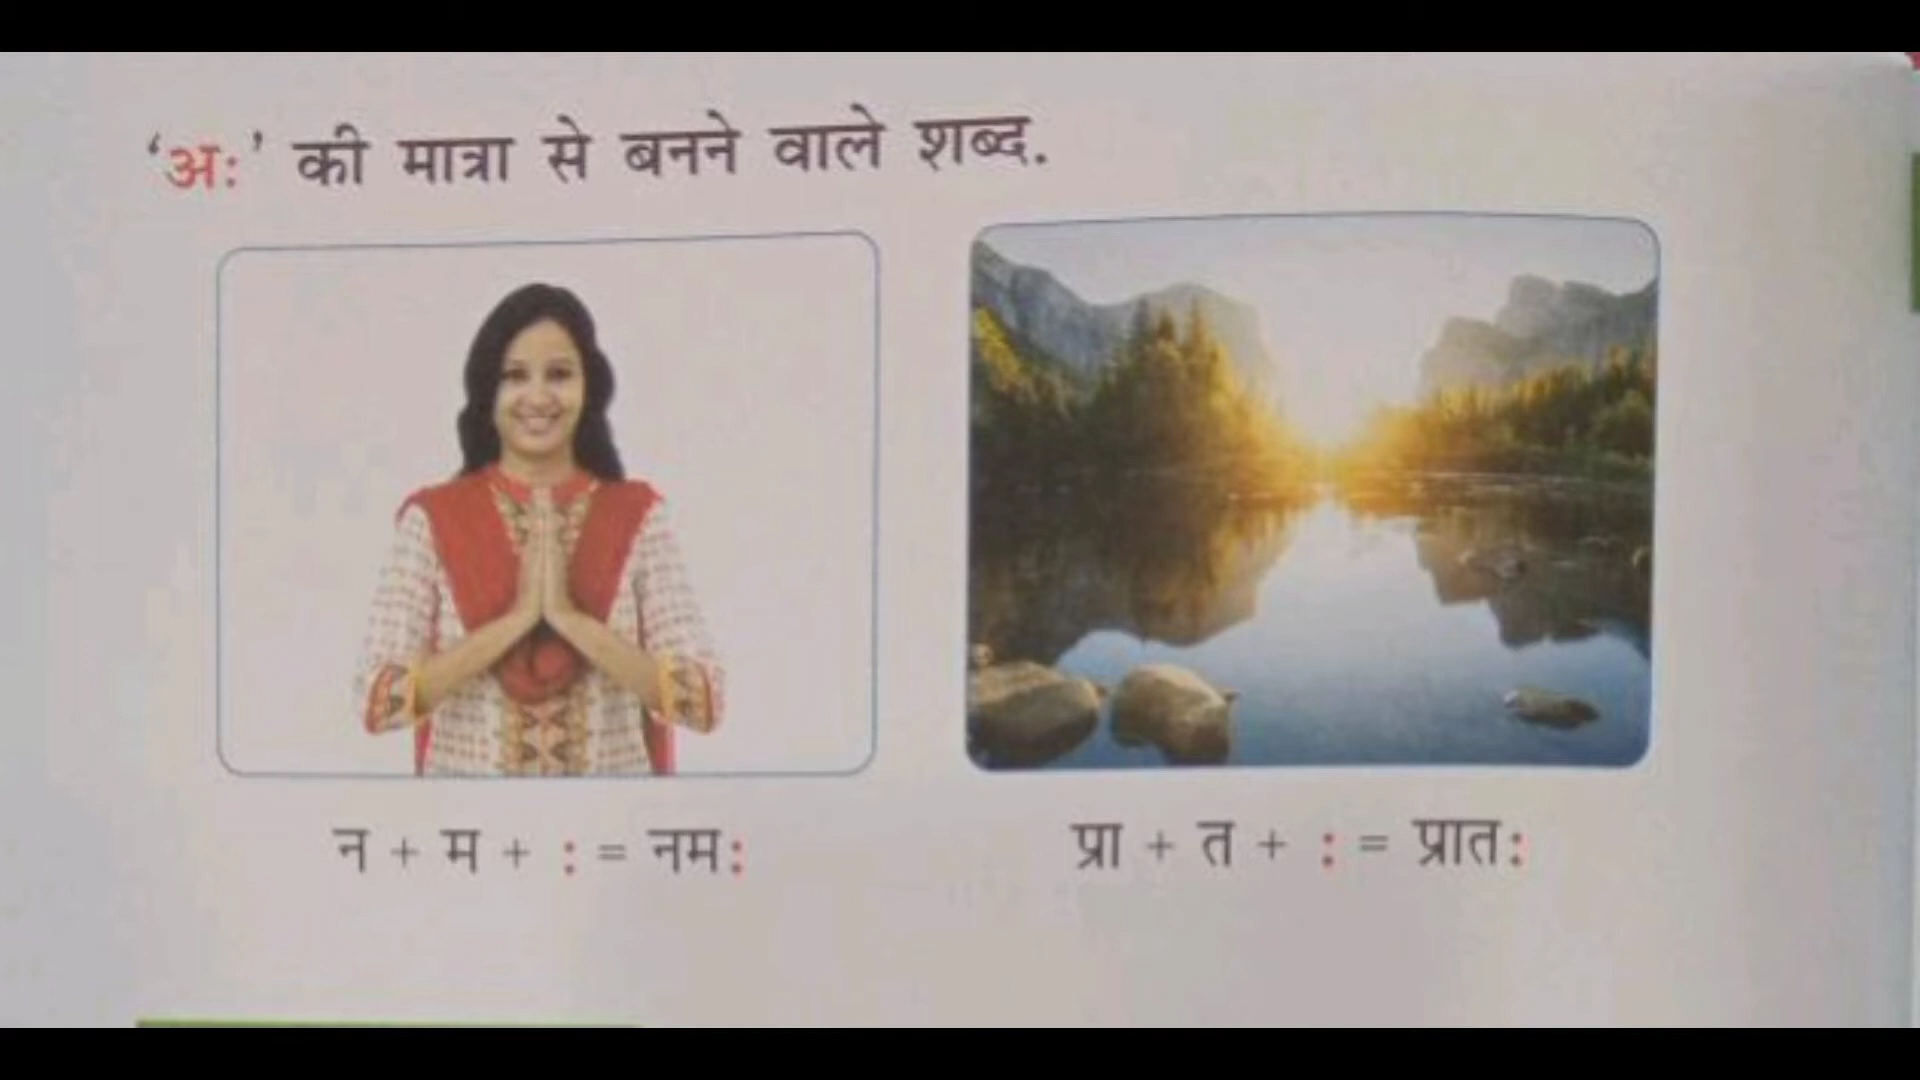 ‘अः’ की मात्रा से बनने वाले शब्द.
न + म + : = नमः
प्रा + त + : = प्रातः